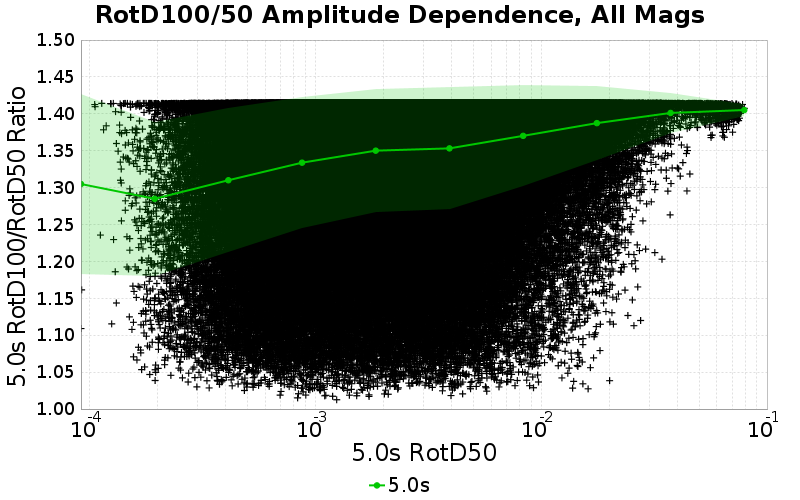 RotD100/50 Amplitude Dependence, All Mags
5.0s RotD100/RotD50 Ratio
1.50
1.45
1.40
1.35
1.30
1.25
1.20
1.15
1.10
1.05
1.00
10^-4 10^-3 10^-2 10^-1
5.0s RotD50
5.0s